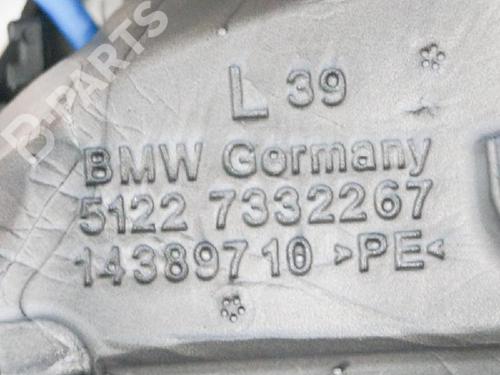 B-PARTS
L 39
BMW Germany
5122 7332267
14389710 >PE<